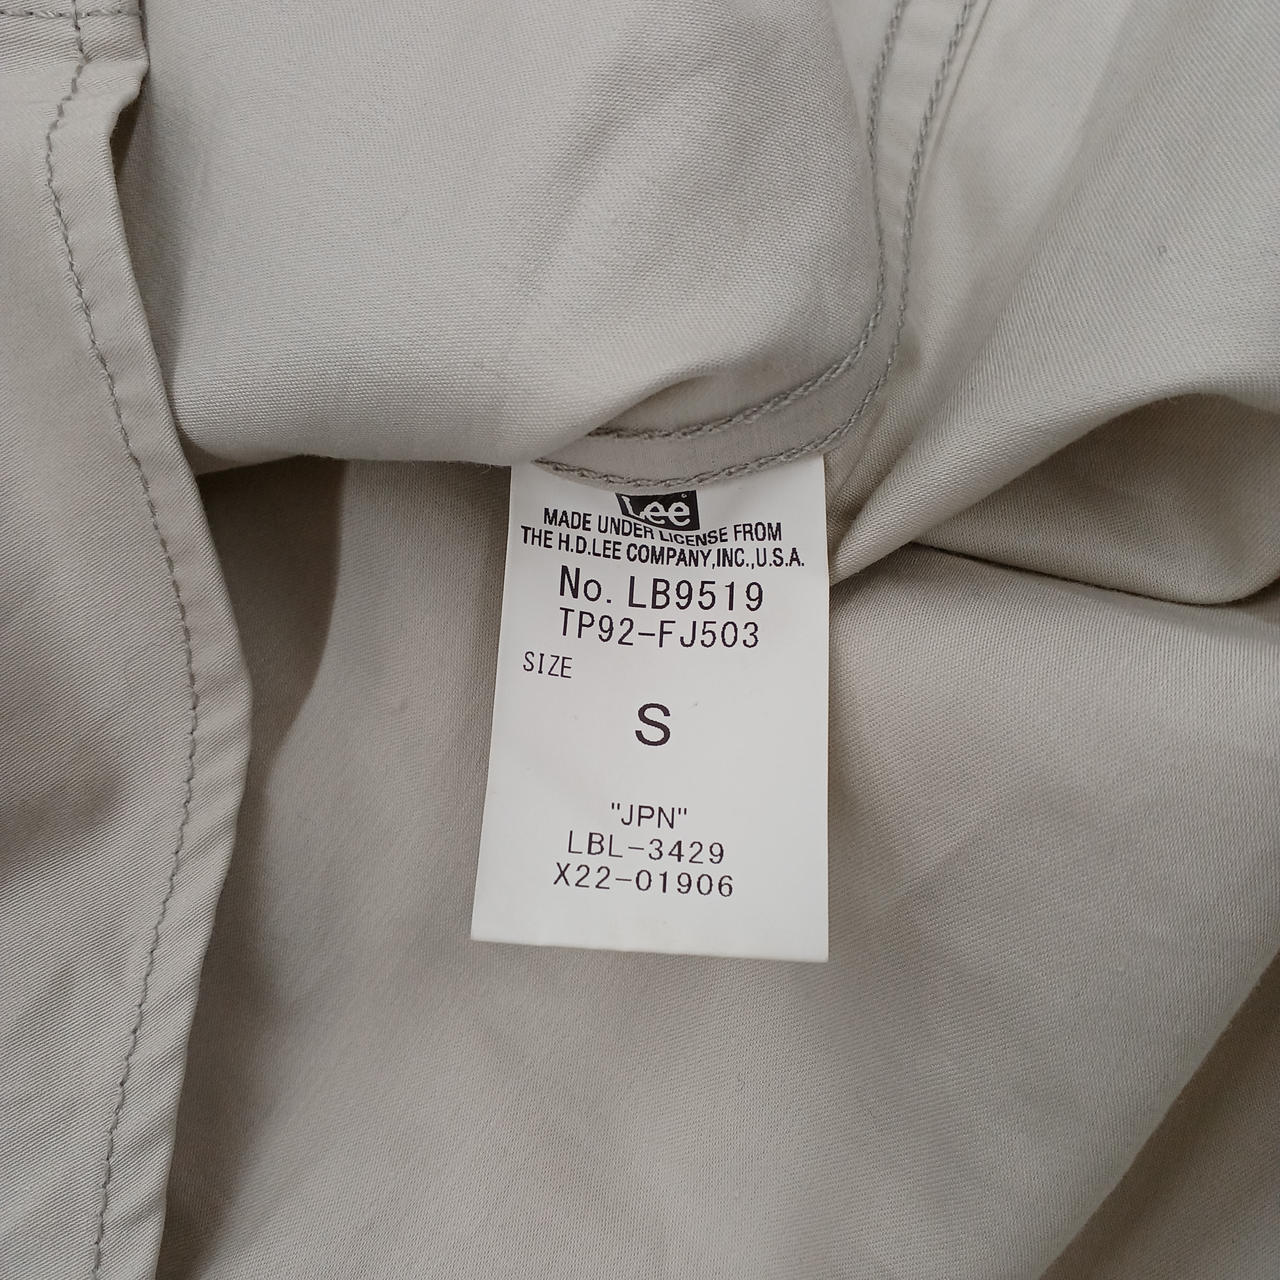 Lee
MADE UNDER LICENSE FROM
THE H.D.LEE COMPANY,INC.,U.S.A.
No. LB9519
TP92-FJ503
SIZE
S
"JPN"
LBL-3429
X22-01906